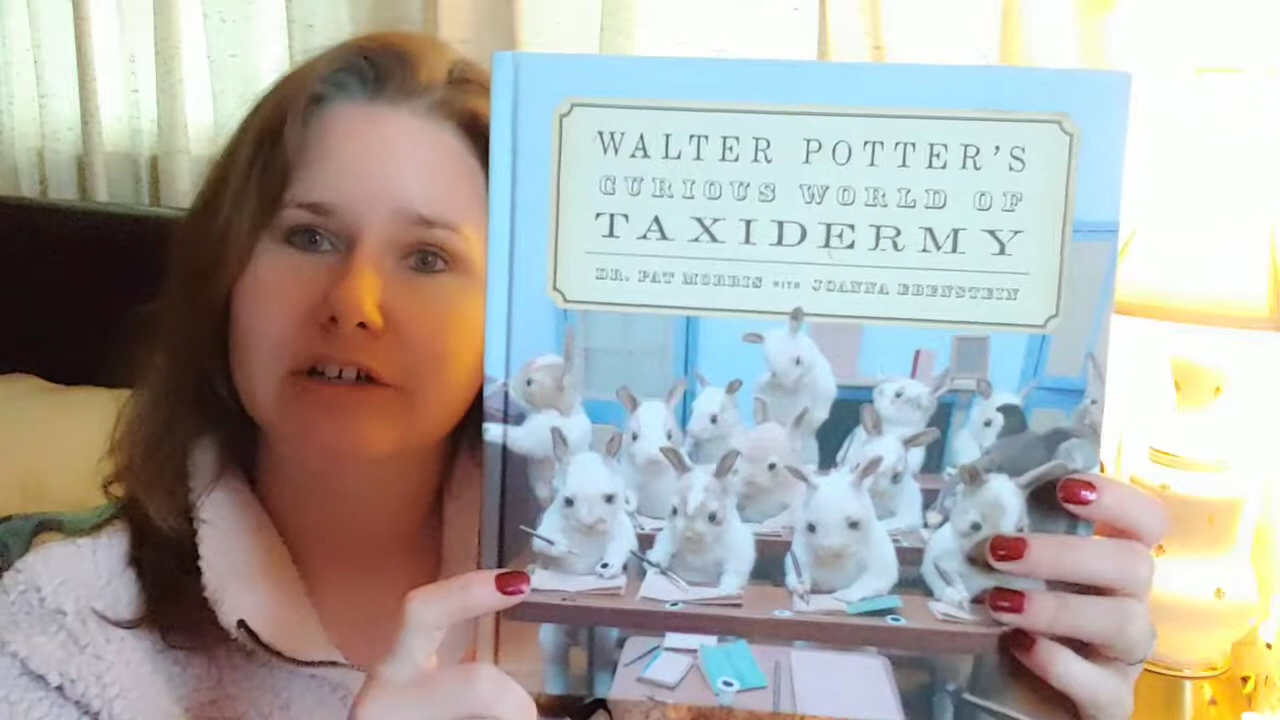 WALTER POTTER'S
CURIOUS WORLD OF
TAXIDERMY
DR. PAT MORRIS WITH JOANNA EBENSTEIN